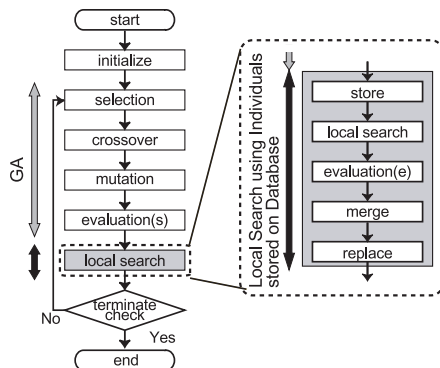 start
initialize
selection
crossover
mutation
evaluation(s)
local search
terminate
check
No
Yes
end
GA
Local Search using Individuals
stored on Database
store
local search
evaluation(e)
merge
replace